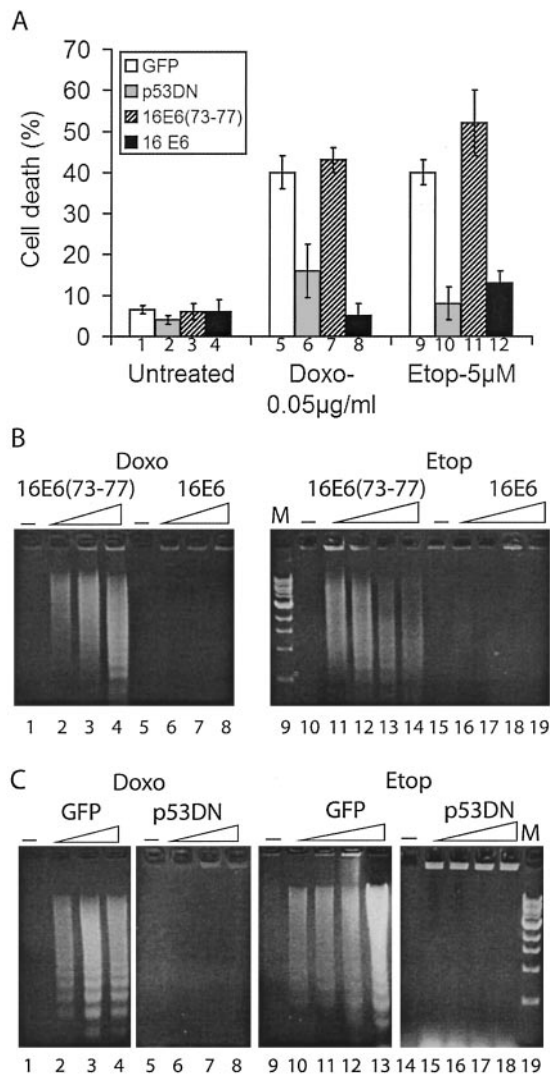 A
70
60
50
40
30
20
10
0
Cell death (%)
GFP
p53DN
16E6(73-77)
16 E6
1 2 3 4 5 6 7 8 9 10 11 12
Untreated Doxo- Etop-5μM
0.05μg/ml
B
Doxo Etop
16E6(73-77) 16E6 16E6(73-77) 16E6
– – M – –
1 2 3 4 5 6 7 8 9 10 11 12 13 14 15 16 17 18 19
C
Doxo Etop
GFP p53DN GFP p53DN
– – – – M
1 2 3 4 5 6 7 8 9 10 11 12 13 14 15 16 17 18 19